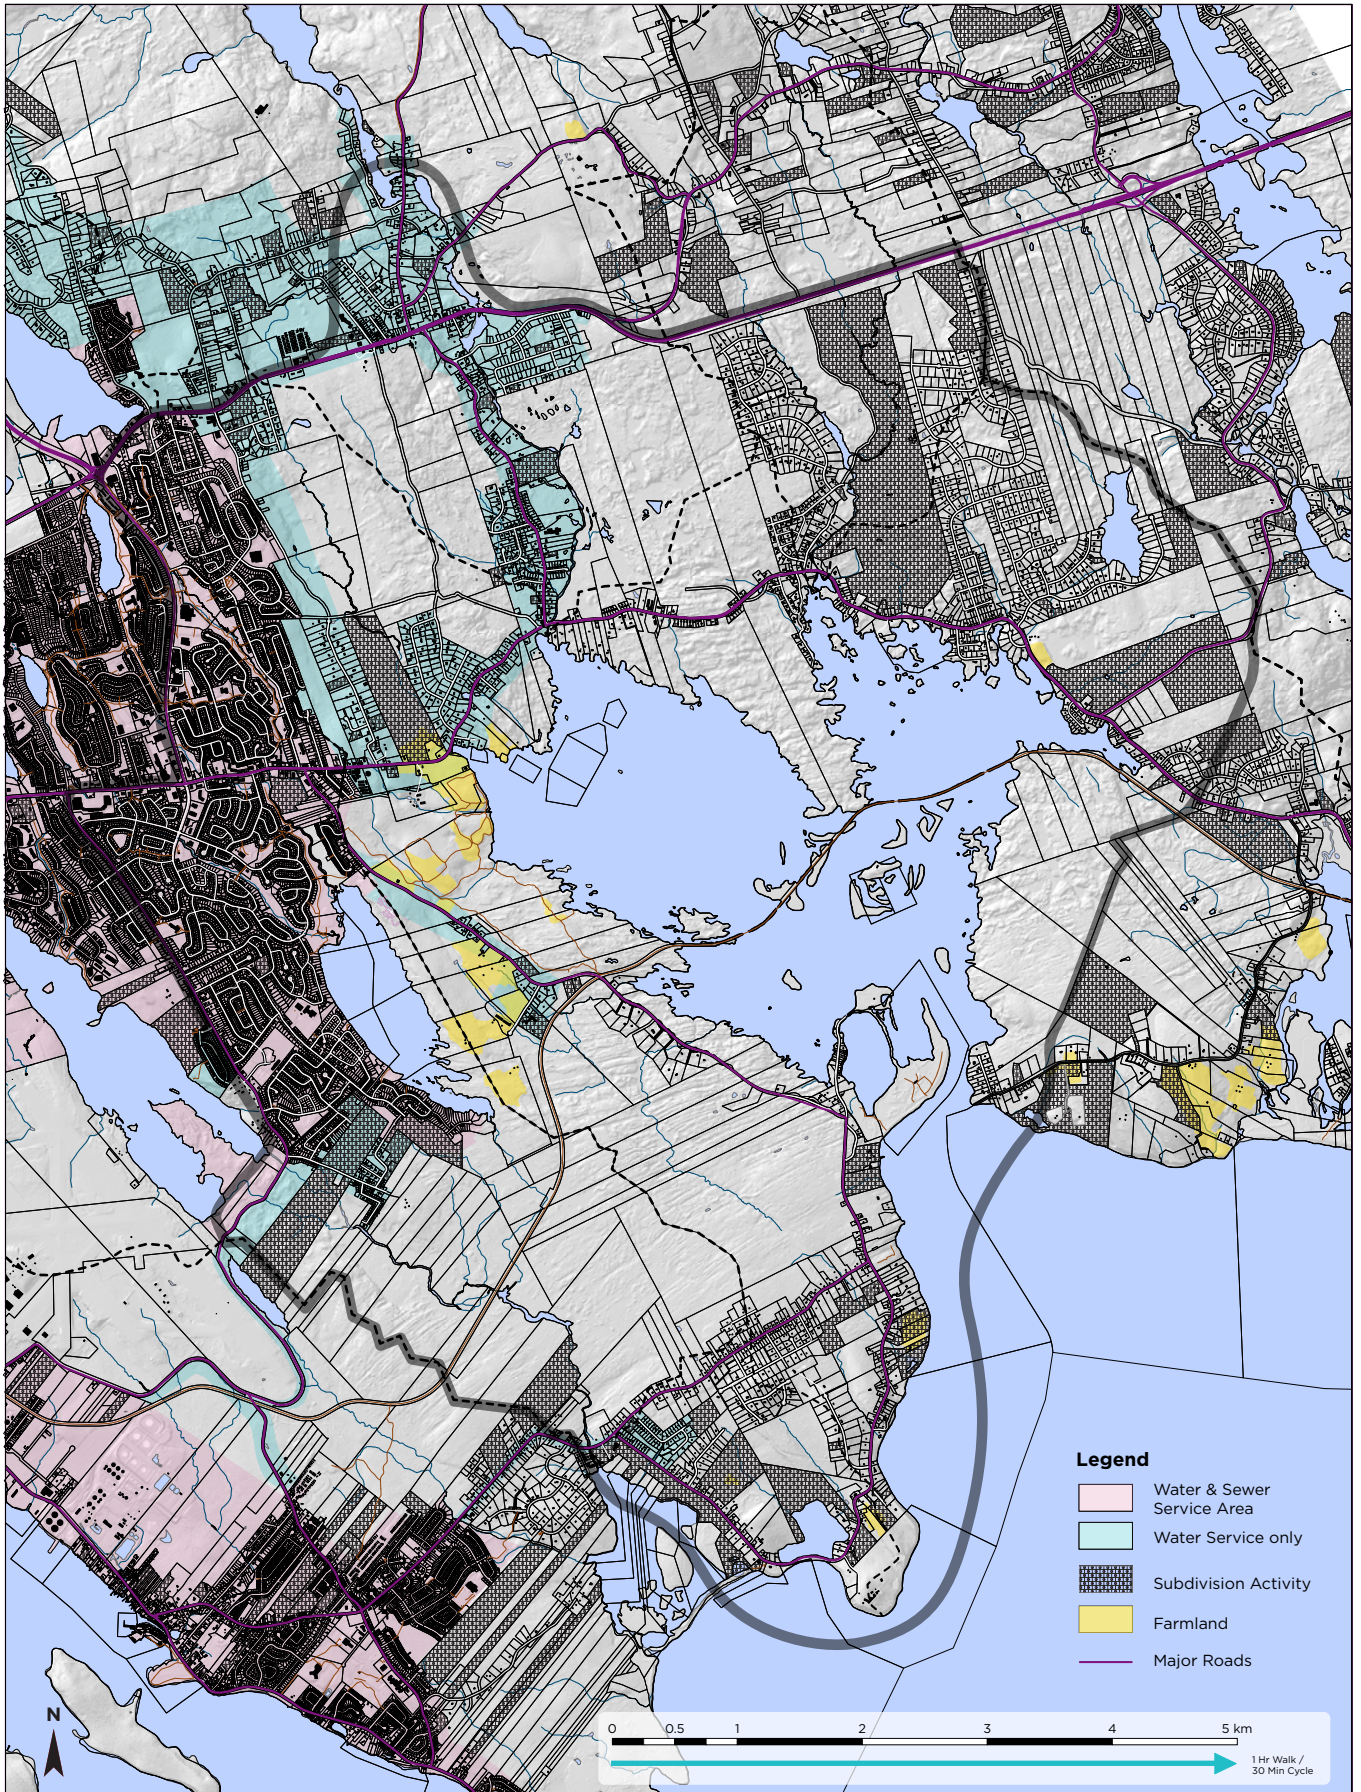 Legend
Water & Sewer
Service Area
Water Service only
Subdivision Activity
Farmland
Major Roads
N
0 0.5 1 2 3 4 5 km
1 Hr Walk /
30 Min Cycle